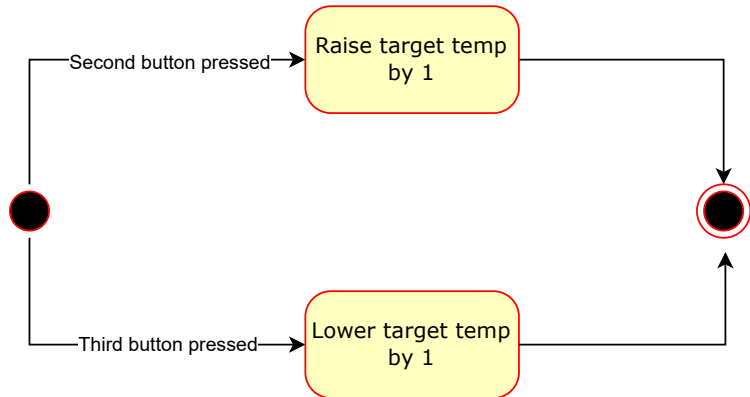 Raise target temp
by 1
Second button pressed
Lower target temp
by 1
Third button pressed